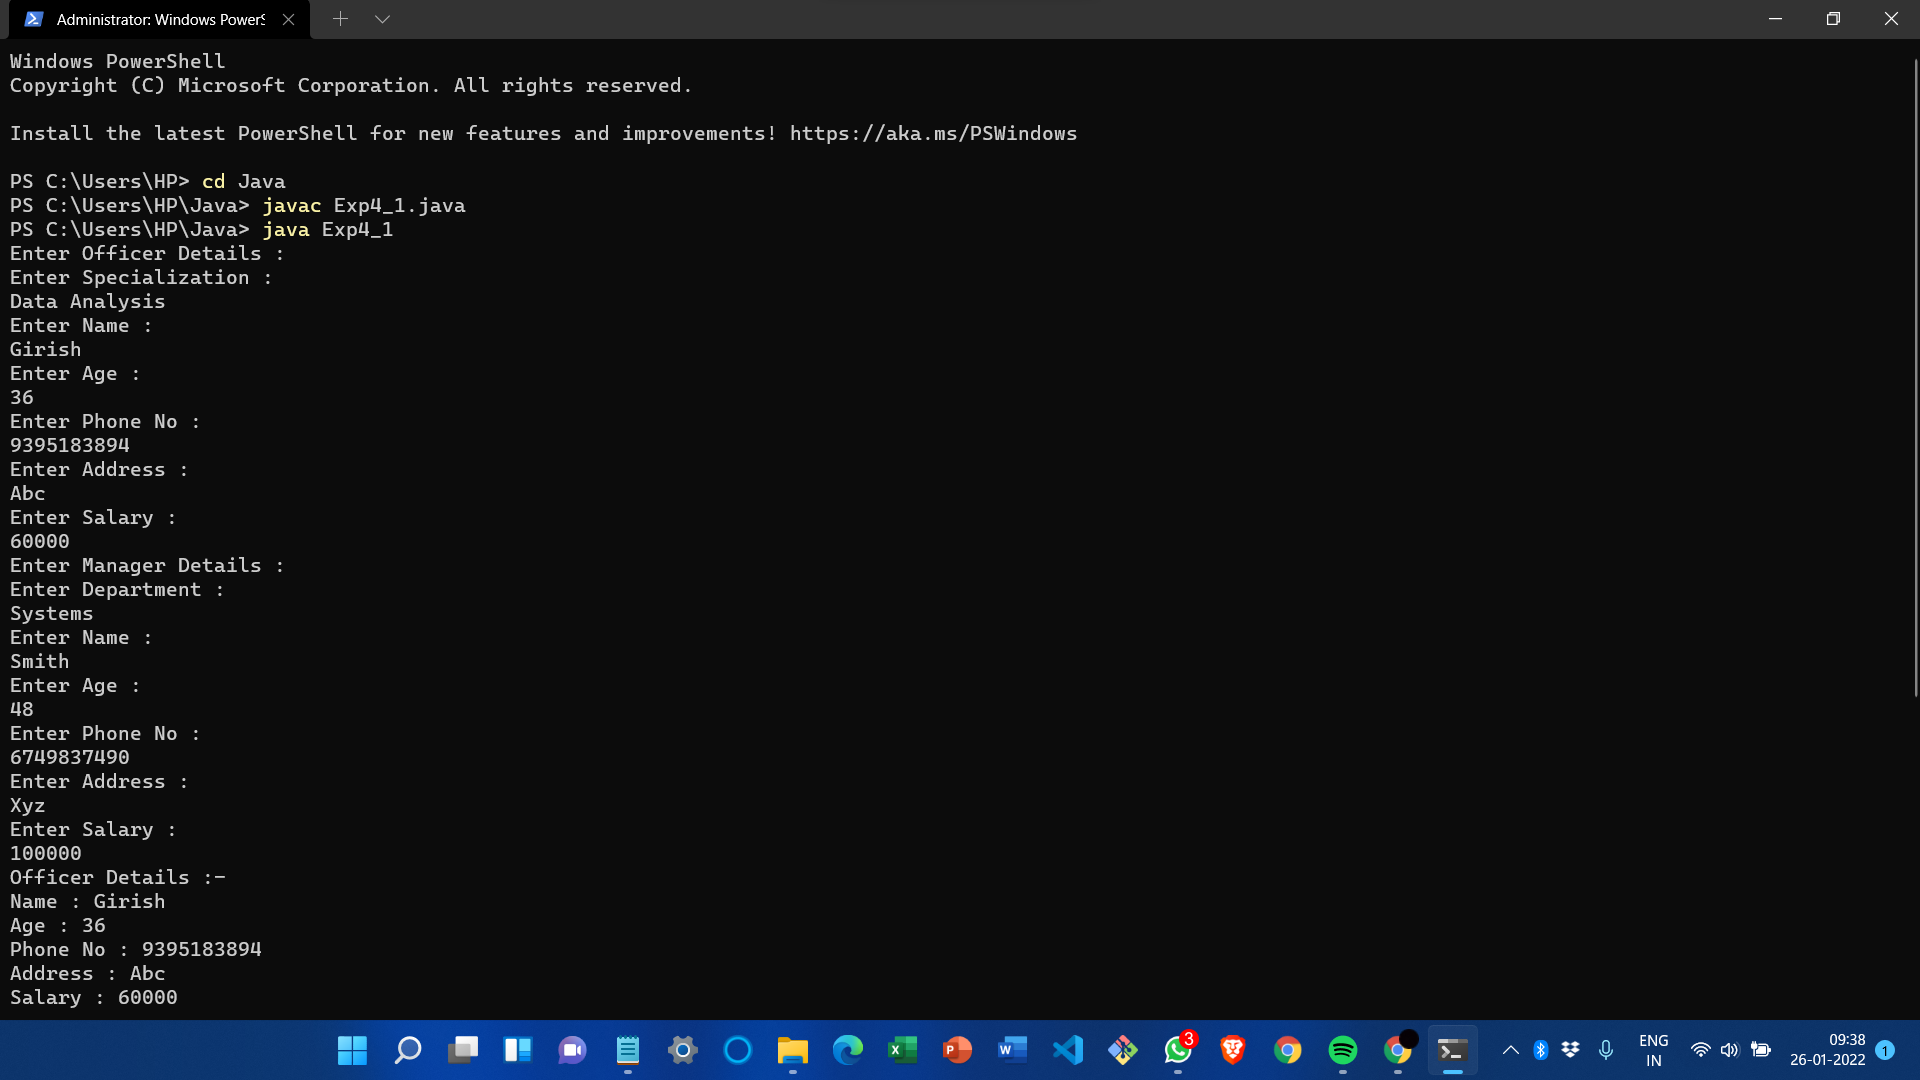 Administrator: Windows PowerS
Windows PowerShell
Copyright (C) Microsoft Corporation. All rights reserved.
Install the latest PowerShell for new features and improvements! https://aka.ms/PSWindows
PS C:\Users\HP> cd Java
PS C:\Users\HP\Java> javac Exp4_1.java
PS C:\Users\HP\Java> java Exp4_1
Enter Officer Details :
Enter Specialization :
Data Analysis
Enter Name :
Girish
Enter Age :
36
Enter Phone No :
9395183894
Enter Address :
Abc
Enter Salary :
60000
Enter Manager Details :
Enter Department :
Systems
Enter Name :
Smith
Enter Age :
48
Enter Phone No :
6749837490
Enter Address :
Xyz
Enter Salary :
100000
Officer Details :-
Name : Girish
Age : 36
Phone No : 9395183894
Address : Abc
Salary : 60000
3
ENG
IN
09:38
26-01-2022
1